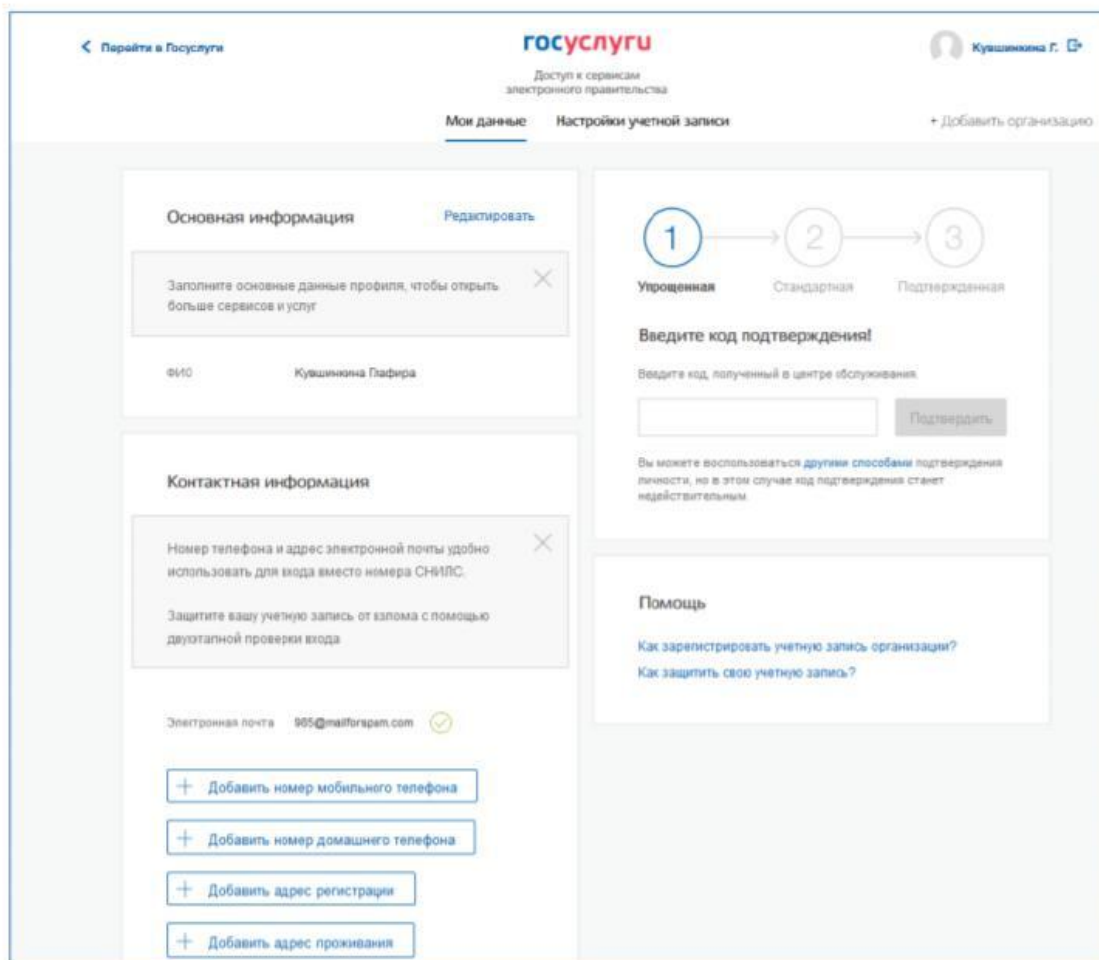 Перейти в Госуслуги
госуслуги
Кувшинкина Г.
Доступ к сервисам
электронного правительства
Мои данные
Настройки учетной записи
+ Добавить организацию
Основная информация
Редактировать
Заполните основные данные профиля, чтобы открыть
больше сервисов и услуг
ФИО
Кувшинкина Глафира
Контактная информация
Номер телефона и адрес электронной почты удобно
использовать для входа вместо номера СНИЛС.
Защитите вашу учетную запись от взлома с помощью
двухэтапной проверки входа
Электронная почта
985@mailforspam.com
+ Добавить номер мобильного телефона
+ Добавить номер домашнего телефона
+ Добавить адрес регистрации
+ Добавить адрес проживания
1
2
3
Упрощенная
Стандартная
Подтвержденная
Введите код подтверждения!
Введите код, полученный в центре обслуживания.
Подтвердить
Вы можете воспользоваться другими способами подтверждения
личности, но в этом случае код подтверждения станет
недействительным.
Помощь
Как зарегистрировать учетную запись организации?
Как защитить свою учетную запись?